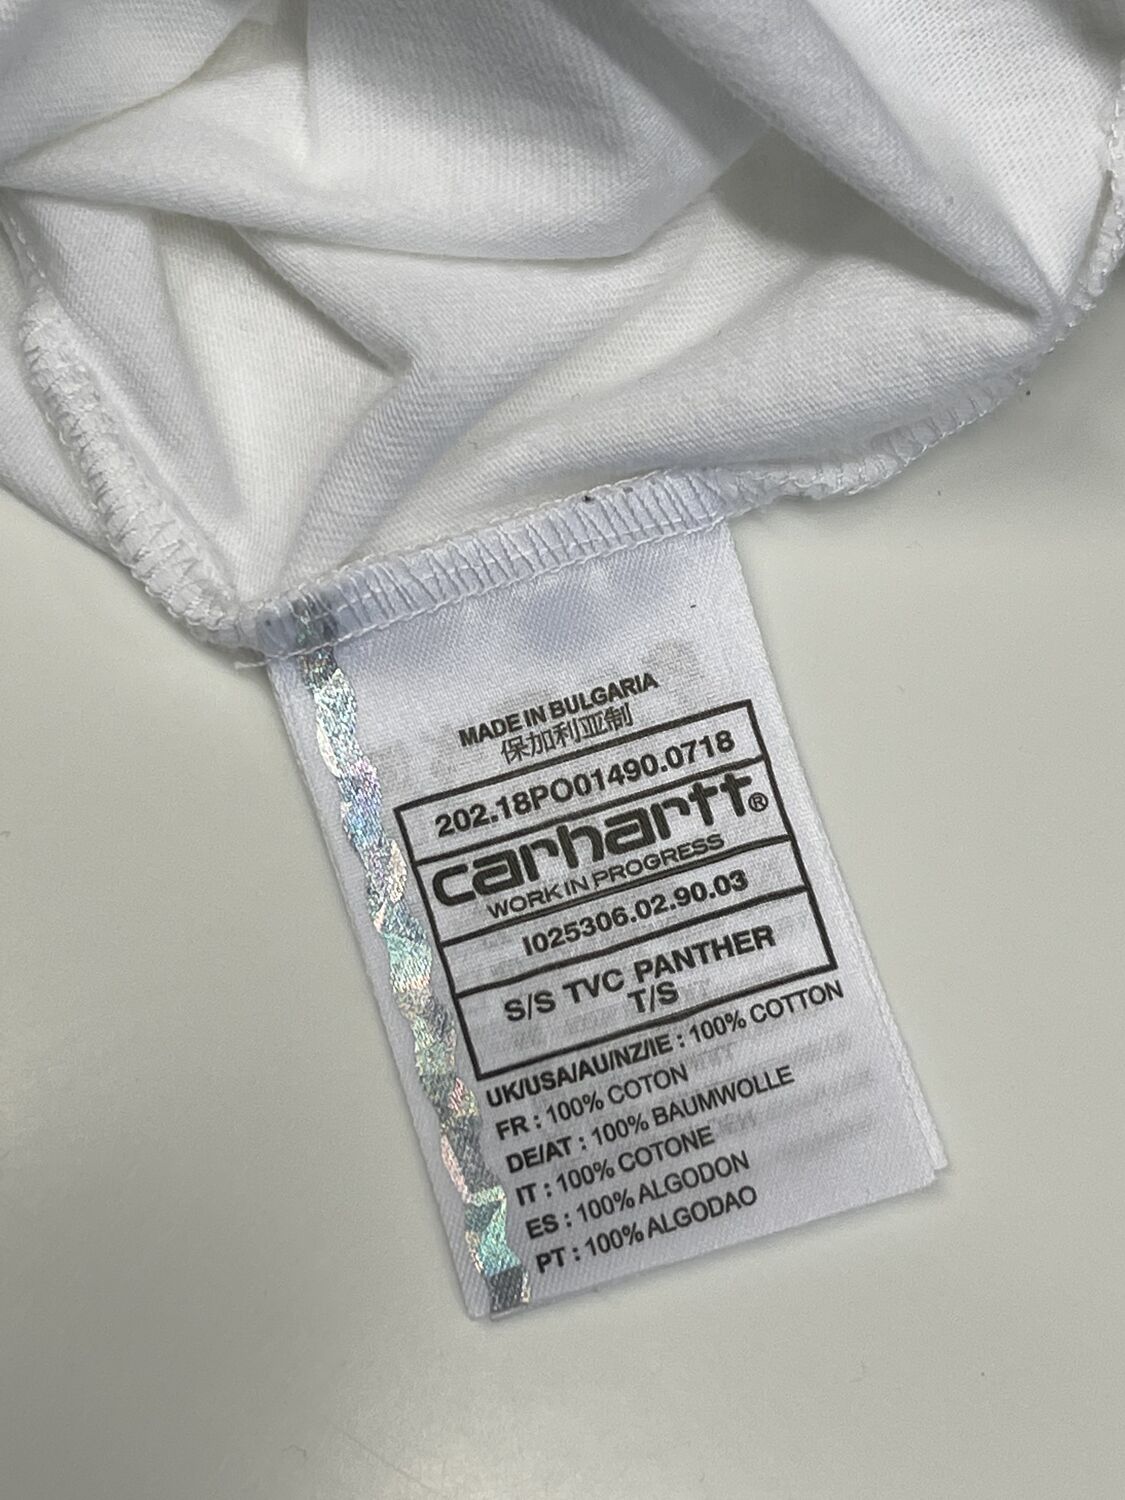 MADE IN BULGARIA
保加利亚制
202.18PO01490.0718
carhartt®
WORK IN PROGRESS
I025306.02.90.03
S/S TVC PANTHER
T/S
UK/USA/AU/NZ/IE : 100% COTTON
FR : 100% COTON
DE/AT : 100% BAUMWOLLE
IT : 100% COTONE
ES : 100% ALGODON
PT : 100% ALGODAO